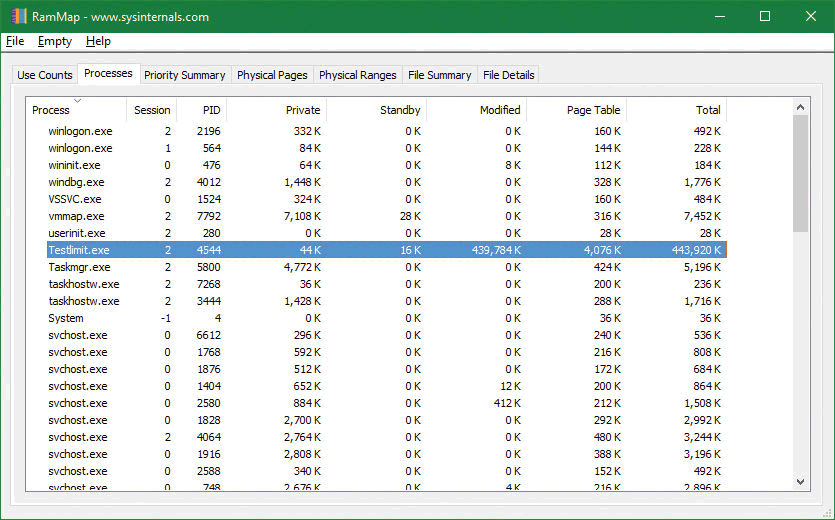 RamMap - www.sysinternals.com
File Empty Help
Use Counts Processes Priority Summary Physical Pages Physical Ranges File Summary File Details
Process Session PID Private Standby Modified Page Table Total
winlogon.exe 2 2196 332 K 0 K 0 K 160 K 492 K
winlogon.exe 1 564 84 K 0 K 0 K 144 K 228 K
wininit.exe 0 476 64 K 0 K 8 K 112 K 184 K
windbg.exe 2 4012 1,448 K 0 K 0 K 328 K 1,776 K
VSSVC.exe 0 1524 324 K 0 K 0 K 160 K 484 K
vmmap.exe 2 7792 7,108 K 28 K 0 K 316 K 7,452 K
userinit.exe 2 280 0 K 0 K 0 K 28 K 28 K
Testlimit.exe 2 4544 44 K 16 K 439,784 K 4,076 K 443,920 K
Taskmgr.exe 2 5800 4,772 K 0 K 0 K 424 K 5,196 K
taskhostw.exe 2 7268 36 K 0 K 0 K 200 K 236 K
taskhostw.exe 2 3444 1,428 K 0 K 0 K 288 K 1,716 K
System -1 4 0 K 0 K 0 K 36 K 36 K
svchost.exe 0 6612 296 K 0 K 0 K 240 K 536 K
svchost.exe 0 1768 592 K 0 K 0 K 216 K 808 K
svchost.exe 0 1876 512 K 0 K 0 K 172 K 684 K
svchost.exe 0 1404 652 K 0 K 12 K 200 K 864 K
svchost.exe 0 2580 884 K 0 K 412 K 212 K 1,508 K
svchost.exe 0 1828 2,700 K 0 K 0 K 292 K 2,992 K
svchost.exe 2 4064 2,764 K 0 K 0 K 480 K 3,244 K
svchost.exe 0 1916 2,808 K 0 K 0 K 388 K 3,196 K
svchost.exe 0 2588 340 K 0 K 0 K 152 K 492 K
svchost.exe 0 748 2,676 K 0 K 4 K 216 K 2,896 K